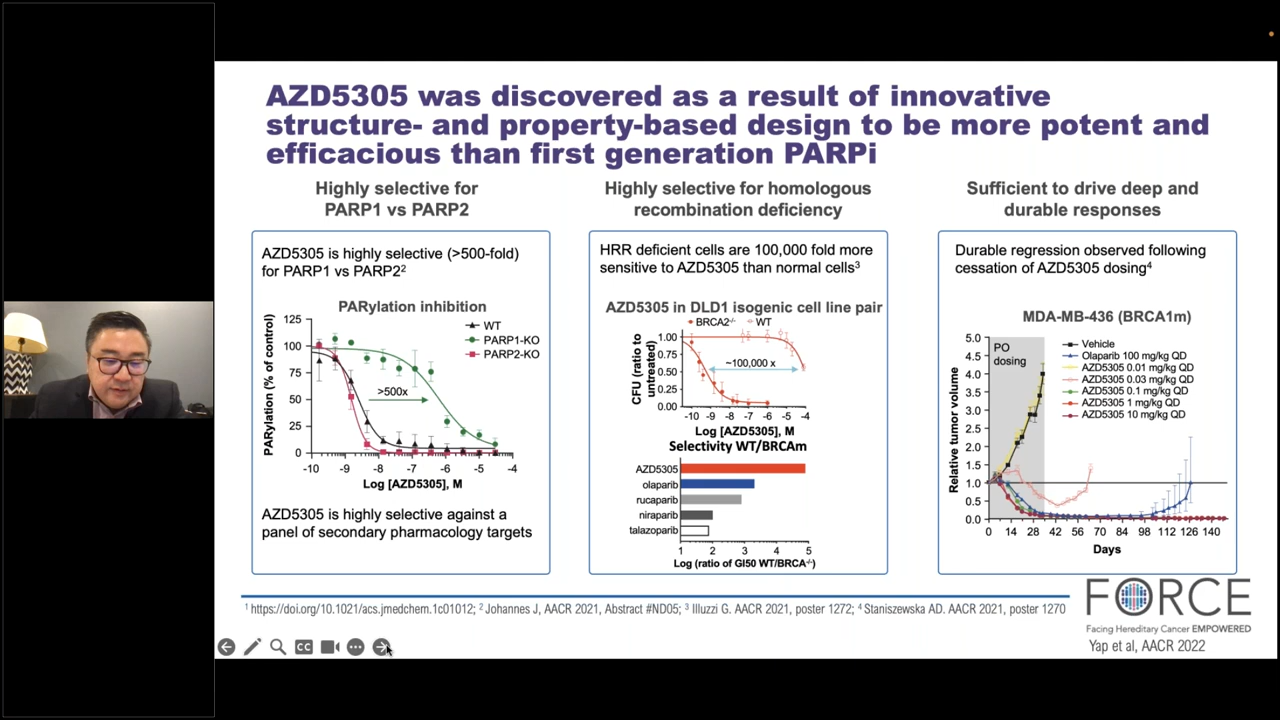 AZD5305 was discovered as a result of innovative
structure- and property-based design to be more potent and
efficacious than first generation PARPi
Highly selective for
PARP1 vs PARP2
AZD5305 is highly selective (>500-fold)
for PARP1 vs PARP2²
PARylation inhibition
PARylation (% of control)
125
100
75
50
25
0
WT
PARP1-KO
PARP2-KO
>500x
-10 -9 -8 -7 -6 -5 -4
Log [AZD5305], M
AZD5305 is highly selective against a
panel of secondary pharmacology targets
Highly selective for homologous
recombination deficiency
HRR deficient cells are 100,000 fold more
sensitive to AZD5305 than normal cells³
AZD5305 in DLD1 isogenic cell line pair
BRCA2⁻/⁻ WT
CFU (ratio to
untreated)
1.00
0.75
0.50
0.25
0.00
~100,000 x
-10 -9 -8 -7 -6 -5 -4
Log [AZD5305], M
Selectivity WT/BRCAm
AZD5305
olaparib
rucaparib
niraparib
talazoparib
1 2 3 4 5
Log (ratio of GI50 WT/BRCA⁻/⁻)
Sufficient to drive deep and
durable responses
Durable regression observed following
cessation of AZD5305 dosing⁴
MDA-MB-436 (BRCA1m)
Relative tumor volume
5.0
4.5
4.0
3.5
3.0
2.5
2.0
1.5
1.0
0.5
0.0
PO
dosing
Vehicle
Olaparib 100 mg/kg QD
AZD5305 0.01 mg/kg QD
AZD5305 0.03 mg/kg QD
AZD5305 0.1 mg/kg QD
AZD5305 1 mg/kg QD
AZD5305 10 mg/kg QD
0 14 28 42 56 70 84 98 112 126 140
Days
¹ https://doi.org/10.1021/acs.jmedchem.1c01012; ² Johannes J, AACR 2021, Abstract #ND05; ³ Illuzzi G. AACR 2021, poster 1272; ⁴ Staniszewska AD. AACR 2021, poster 1270
FORCE
Facing Hereditary Cancer EMPOWERED
Yap et al, AACR 2022
CC